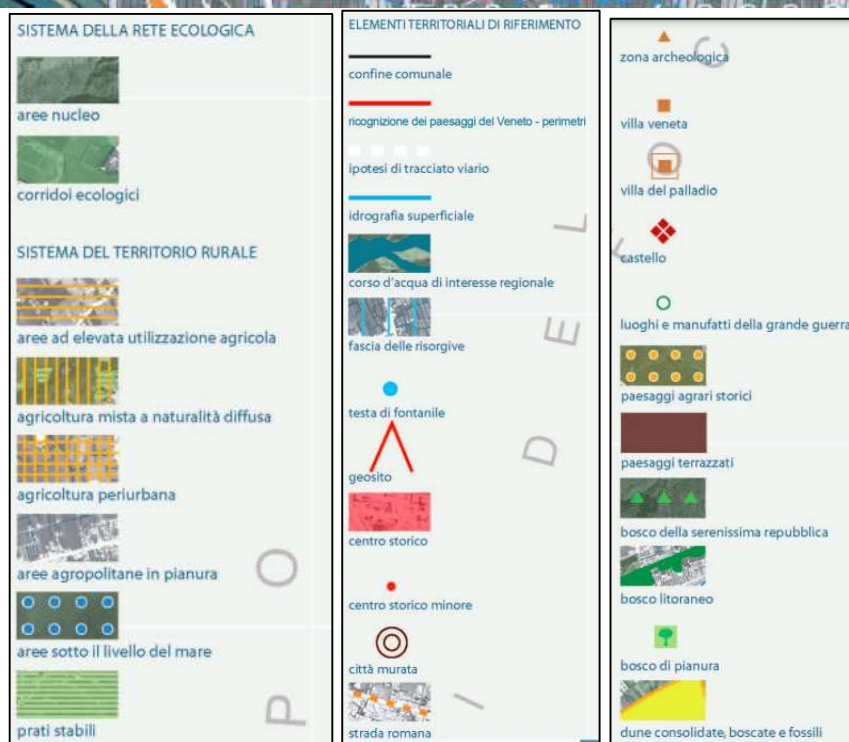 SISTEMA DELLA RETE ECOLOGICA
aree nucleo
corridoi ecologici
SISTEMA DEL TERRITORIO RURALE
aree ad elevata utilizzazione agricola
agricoltura mista a naturalità diffusa
agricoltura periurbana
aree agropolitane in pianura
aree sotto il livello del mare
prati stabili
P O
ELEMENTI TERRITORIALI DI RIFERIMENTO
confine comunale
ricognizione dei paesaggi del Veneto - perimetri
ipotesi di tracciato viario
idrografia superficiale
corso d'acqua di interesse regionale
fascia delle risorgive
testa di fontanile
geosito
centro storico
centro storico minore
città murata
strada romana
I D E L
zona archeologica
villa veneta
villa del palladio
castello
luoghi e manufatti della grande guerra
paesaggi agrari storici
paesaggi terrazzati
bosco della serenissima repubblica
bosco litoraneo
bosco di pianura
dune consolidate, boscate e fossili
O C